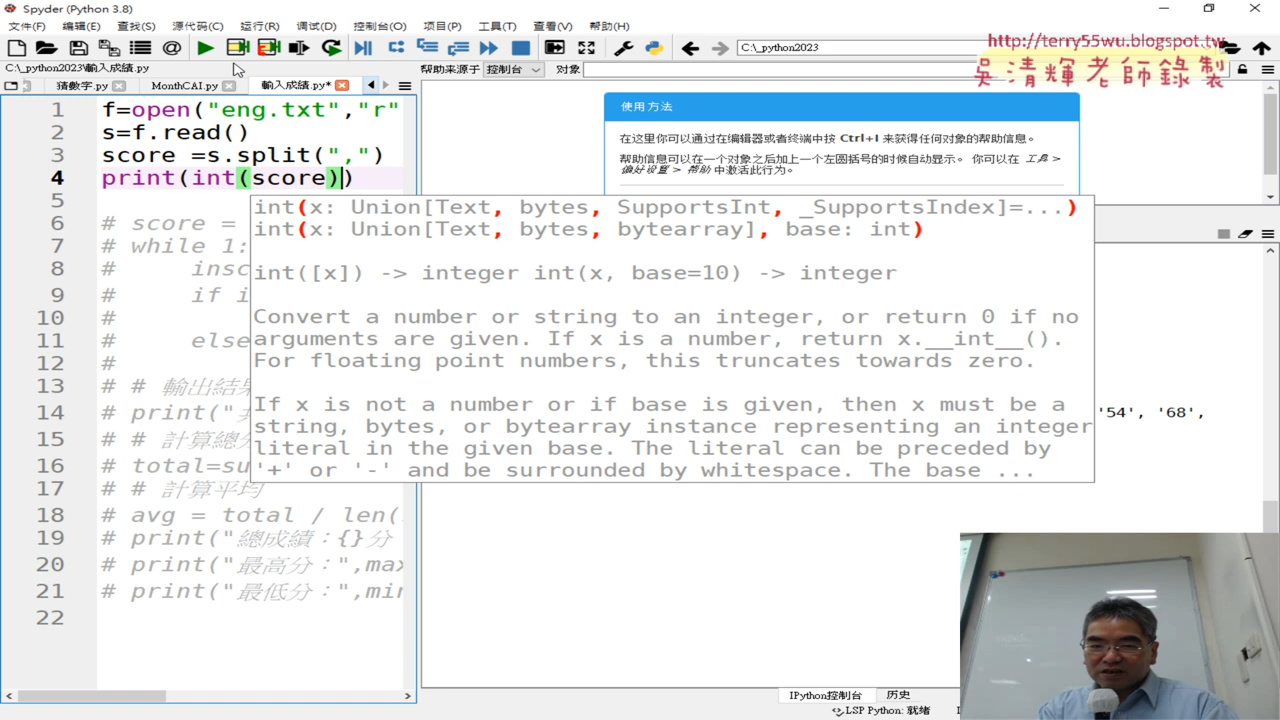 Spyder (Python 3.8)
文件(F) 编辑(E) 查找(S) 源代码(C) 运行(R) 调试(D) 控制台(O) 项目(P) 工具(T) 查看(V) 帮助(H)
C:\_python2023
http://terry55wu.blogspot.tw
吳清輝老師錄製
C:\_python2023\輸入成績.py
帮助来源于 控制台 对象
猜數字.py MonthCAI.py 輸入成績.py*
使用方法
在这里你可以通过在编辑器或者终端中按 Ctrl+I 来获得任何对象的帮助信息。
帮助信息可以在一个对象之后加上一个左圆括号的时候自动显示。 你可以在 工具 >
偏好设置 > 帮助 中激活此行为。
1 f=open("eng.txt","r"
2 s=f.read()
3 score =s.split(",")
4 print(int(score))
5
6 # score =
7 # while 1:
8 # insc
9 # if i
10 #
11 # else
12 #
13 # # 輸出結果
14 # print("
15 # # 計算總分
16 # total=su
17 # # 計算平均
18 # avg = total / len(
19 # print("總成績：{}分
20 # print("最高分：",max
21 # print("最低分：",min
22
int(x: Union[Text, bytes, SupportsInt, _SupportsIndex]=...)
int(x: Union[Text, bytes, bytearray], base: int)
int([x]) -> integer int(x, base=10) -> integer
Convert a number or string to an integer, or return 0 if no
arguments are given. If x is a number, return x.__int__().
For floating point numbers, this truncates towards zero.
If x is not a number or if base is given, then x must be a
string, bytes, or bytearray instance representing an integer
literal in the given base. The literal can be preceded by
'+' or '-' and be surrounded by whitespace. The base ...
'54', '68',
IPython控制台 历史
LSP Python: 就绪